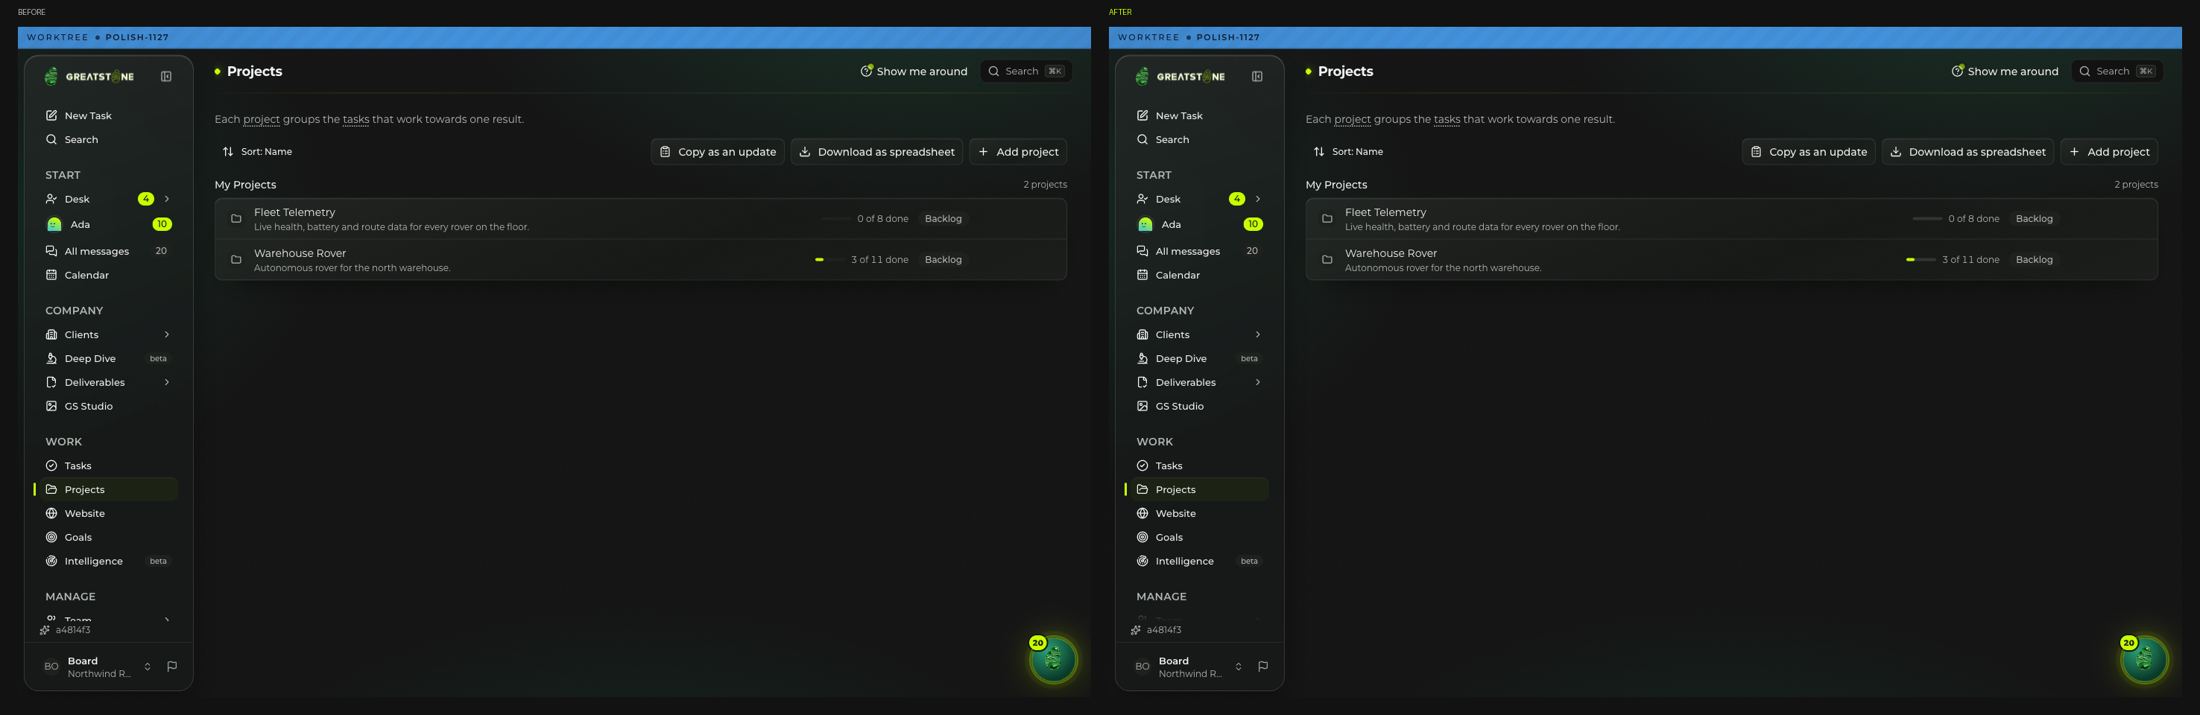 BEFORE
WORKTREE ● POLISH-1127
GREATSTONE
Projects
Show me around
Search ⌘K
New Task
Search
Each project groups the tasks that work towards one result.
Sort: Name
Copy as an update
Download as spreadsheet
+ Add project
START
Desk 4
Ada 10
All messages 20
Calendar
My Projects
2 projects
Fleet Telemetry
Live health, battery and route data for every rover on the floor.
0 of 8 done
Backlog
Warehouse Rover
Autonomous rover for the north warehouse.
3 of 11 done
Backlog
COMPANY
Clients
Deep Dive beta
Deliverables
GS Studio
WORK
Tasks
Projects
Website
Goals
Intelligence beta
MANAGE
Team
a4814f3
BO
Board
Northwind R...
20
AFTER
WORKTREE ● POLISH-1127
GREATSTONE
Projects
Show me around
Search ⌘K
New Task
Search
Each project groups the tasks that work towards one result.
Sort: Name
Copy as an update
Download as spreadsheet
+ Add project
START
Desk 4
Ada 10
All messages 20
Calendar
My Projects
2 projects
Fleet Telemetry
Live health, battery and route data for every rover on the floor.
0 of 8 done
Backlog
Warehouse Rover
Autonomous rover for the north warehouse.
3 of 11 done
Backlog
COMPANY
Clients
Deep Dive beta
Deliverables
GS Studio
WORK
Tasks
Projects
Website
Goals
Intelligence beta
MANAGE
Team
a4814f3
BO
Board
Northwind R...
20